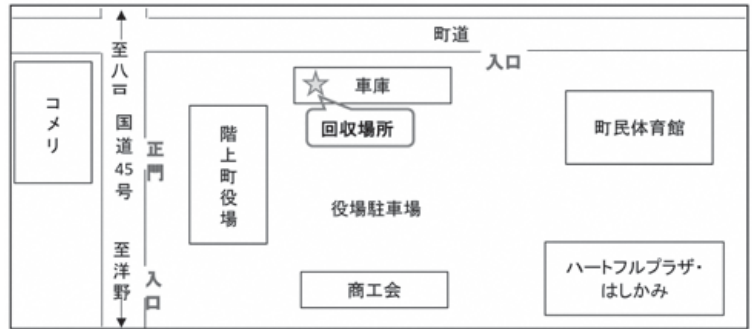 町道
入口
至八戸
国道45号
至洋野
コメリ
正門
入口
階上町役場
車庫
回収場所
役場駐車場
商工会
町民体育館
ハートフルプラザ・
はしかみ